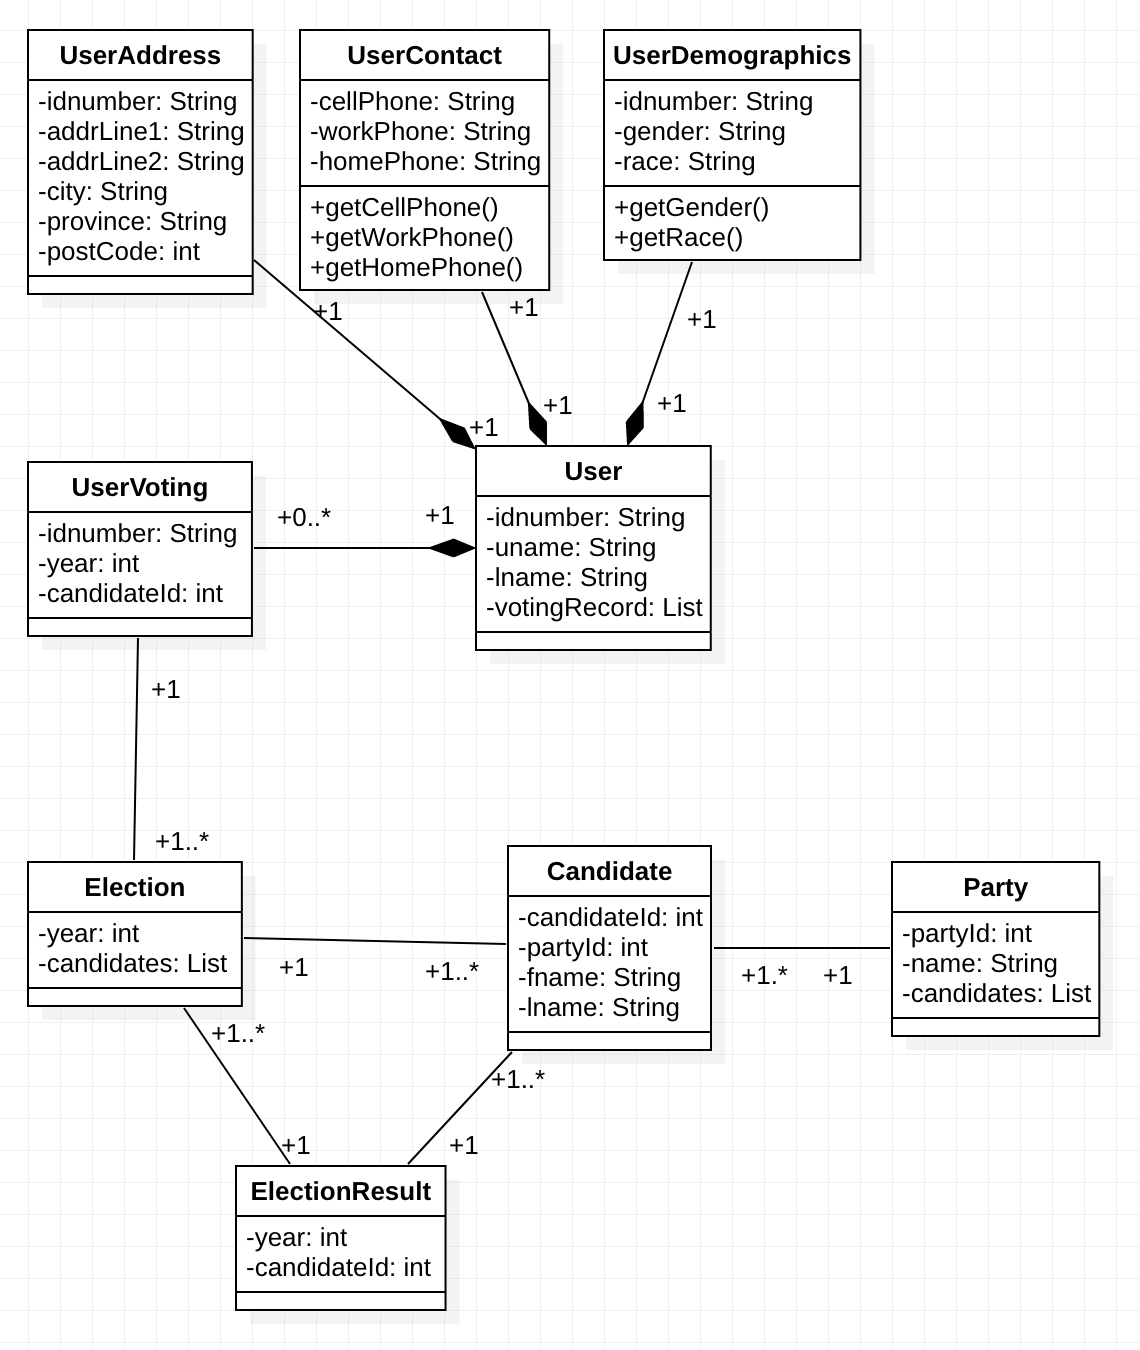 UserAddress
-idnumber: String
-addrLine1: String
-addrLine2: String
-city: String
-province: String
-postCode: int
UserContact
-cellPhone: String
-workPhone: String
-homePhone: String
+getCellPhone()
+getWorkPhone()
+getHomePhone()
UserDemographics
-idnumber: String
-gender: String
-race: String
+getGender()
+getRace()
+1
+1
+1
+1
+1
+1
UserVoting
-idnumber: String
-year: int
-candidateId: int
+0..*
+1
User
-idnumber: String
-uname: String
-lname: String
-votingRecord: List
+1
+1..*
Election
-year: int
-candidates: List
+1
+1..*
Candidate
-candidateId: int
-partyId: int
-fname: String
-lname: String
+1.*
+1
Party
-partyId: int
-name: String
-candidates: List
+1..*
+1..*
+1
+1
ElectionResult
-year: int
-candidateId: int